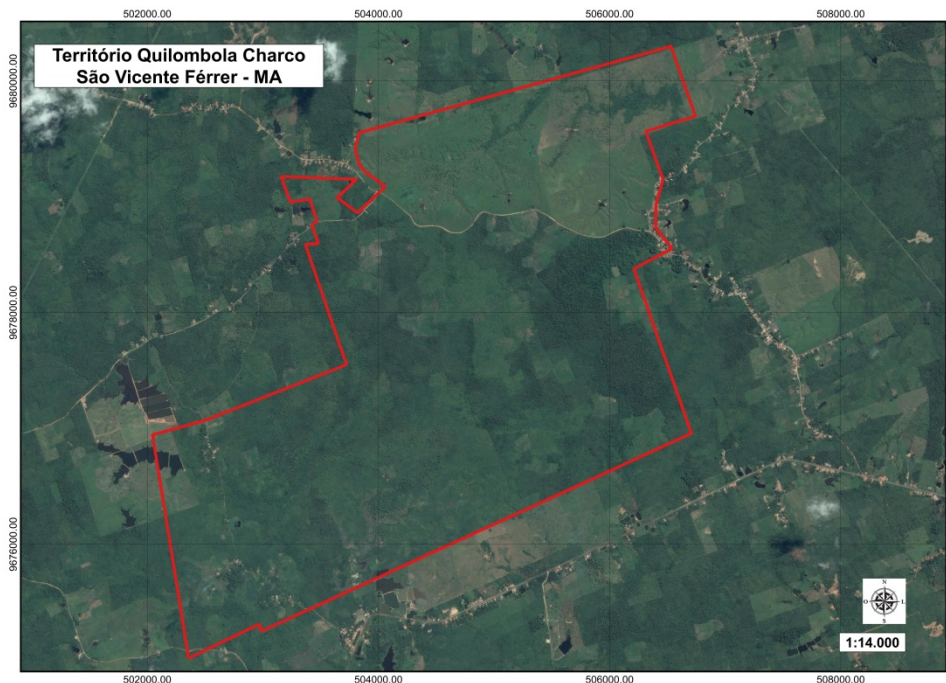 502000.00 504000.00 506000.00 508000.00
Território Quilombola Charco
São Vicente Férrer - MA
9680000.00
9678000.00
9676000.00
N
O L
S
1:14.000
502000.00 504000.00 506000.00 508000.00